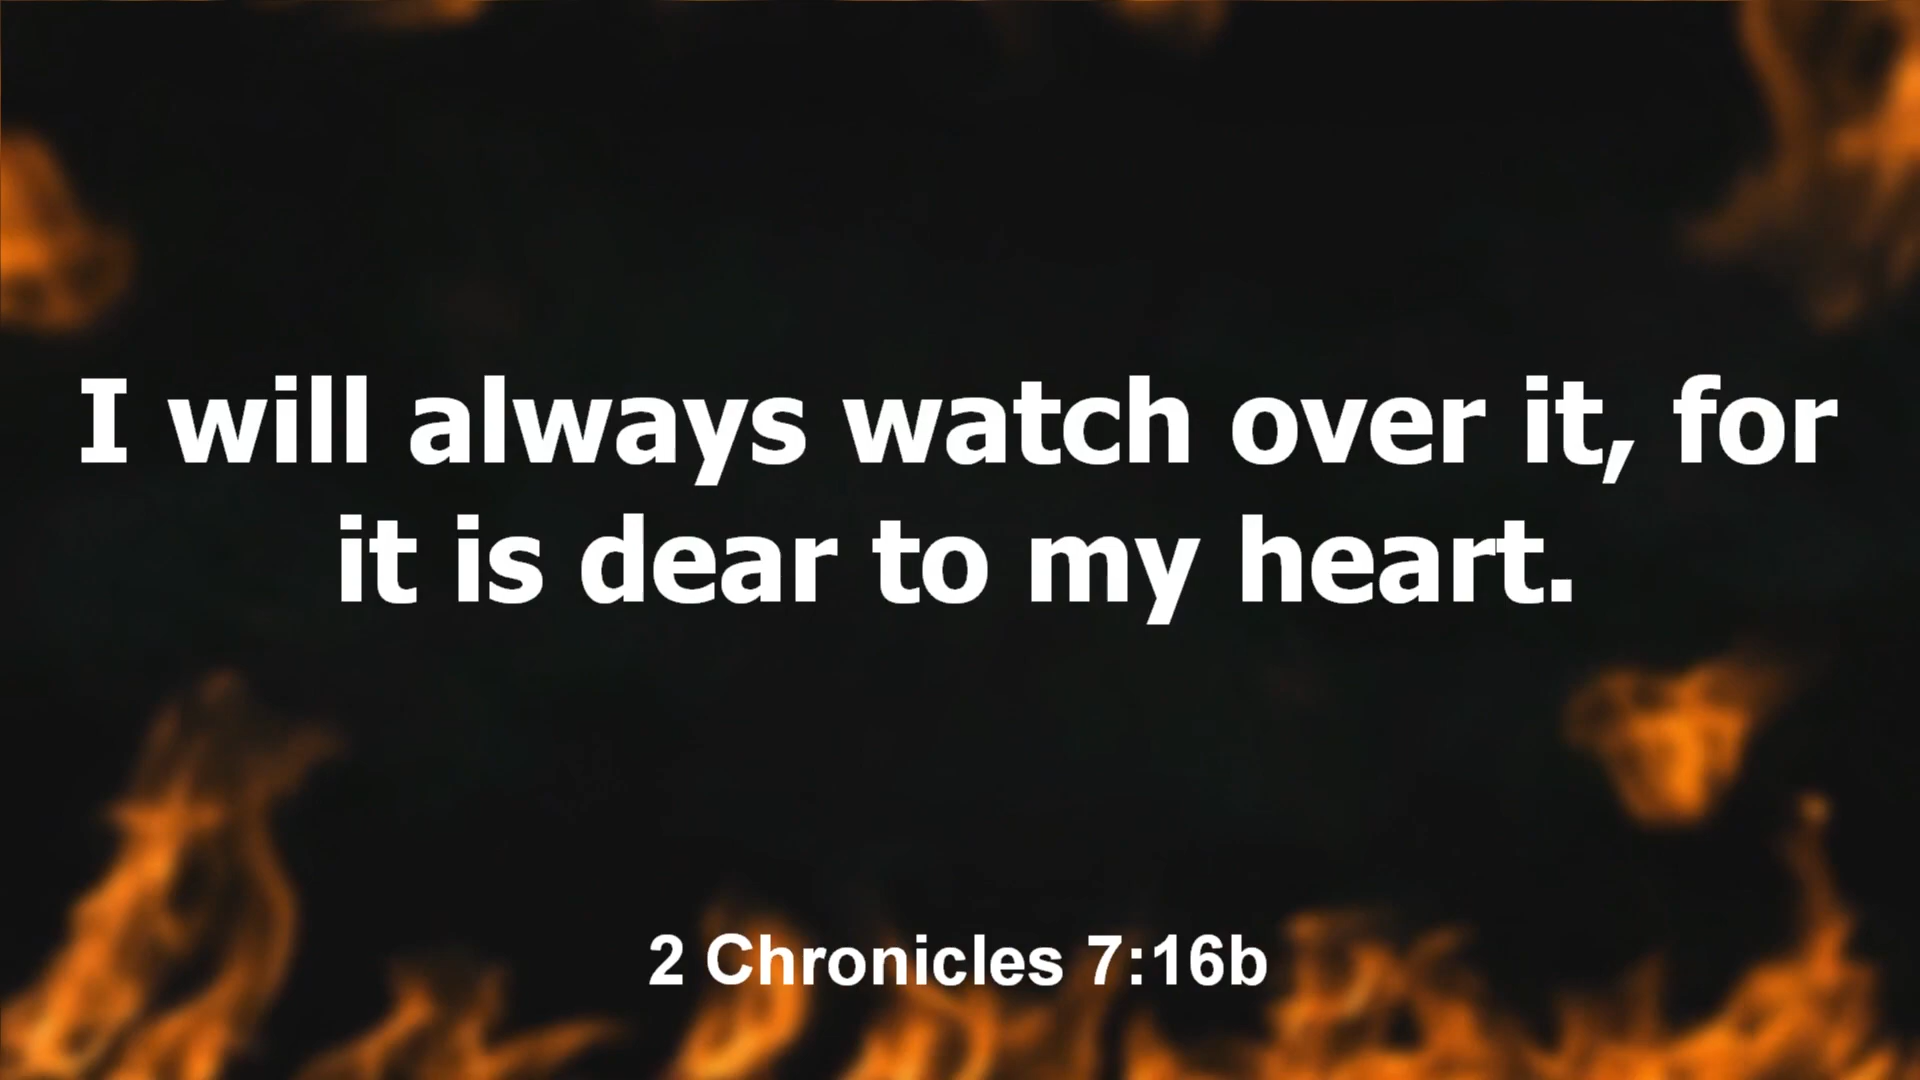 I will always watch over it, for
it is dear to my heart.
2 Chronicles 7:16b